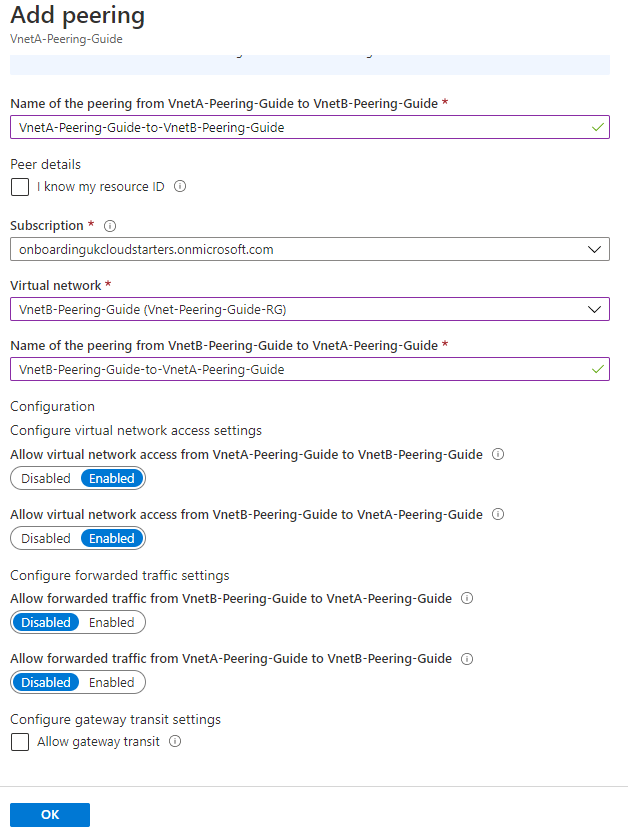 Add peering
VnetA-Peering-Guide
Name of the peering from VnetA-Peering-Guide to VnetB-Peering-Guide *
VnetA-Peering-Guide-to-VnetB-Peering-Guide
Peer details
I know my resource ID
Subscription *
onboardingukcloudstarters.onmicrosoft.com
Virtual network *
VnetB-Peering-Guide (Vnet-Peering-Guide-RG)
Name of the peering from VnetB-Peering-Guide to VnetA-Peering-Guide *
VnetB-Peering-Guide-to-VnetA-Peering-Guide
Configuration
Configure virtual network access settings
Allow virtual network access from VnetA-Peering-Guide to VnetB-Peering-Guide
Disabled Enabled
Allow virtual network access from VnetB-Peering-Guide to VnetA-Peering-Guide
Disabled Enabled
Configure forwarded traffic settings
Allow forwarded traffic from VnetB-Peering-Guide to VnetA-Peering-Guide
Disabled Enabled
Allow forwarded traffic from VnetA-Peering-Guide to VnetB-Peering-Guide
Disabled Enabled
Configure gateway transit settings
Allow gateway transit
OK